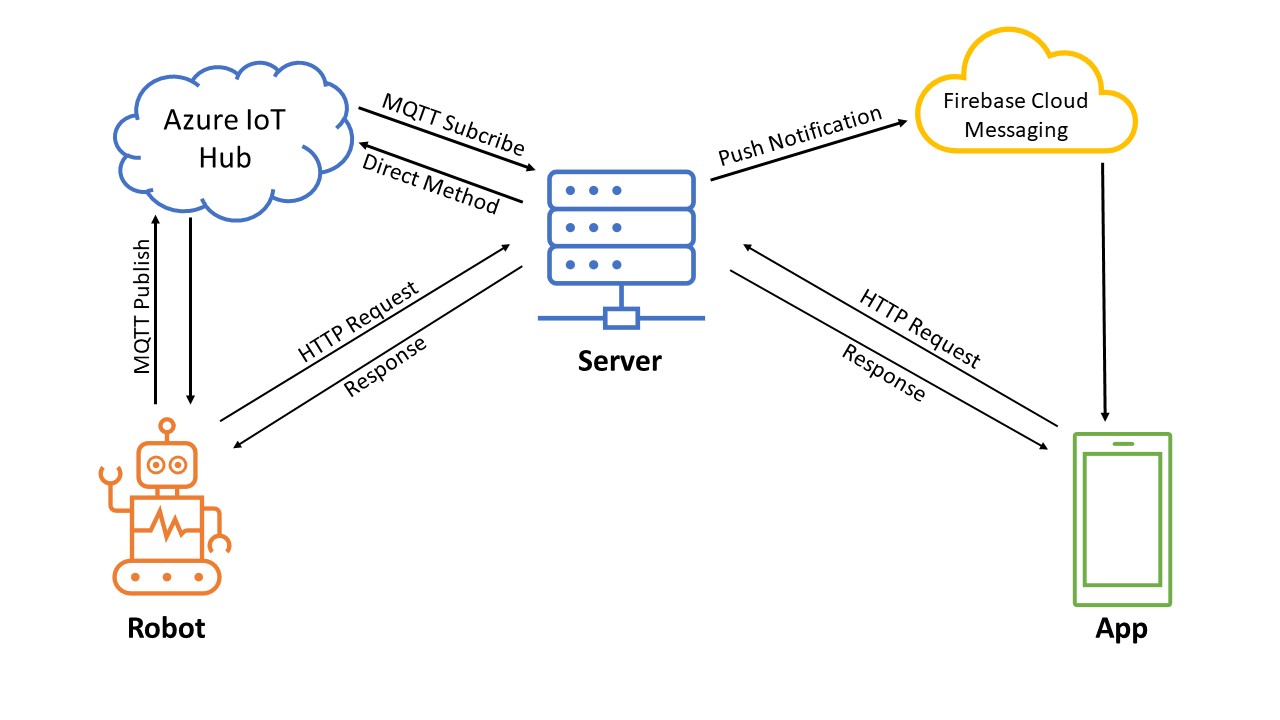 Azure IoT
Hub
MQTT Subcribe
Direct Method
Push Notification
Firebase Cloud
Messaging
MQTT Publish
HTTP Request
Response
Server
HTTP Request
Response
Robot
App